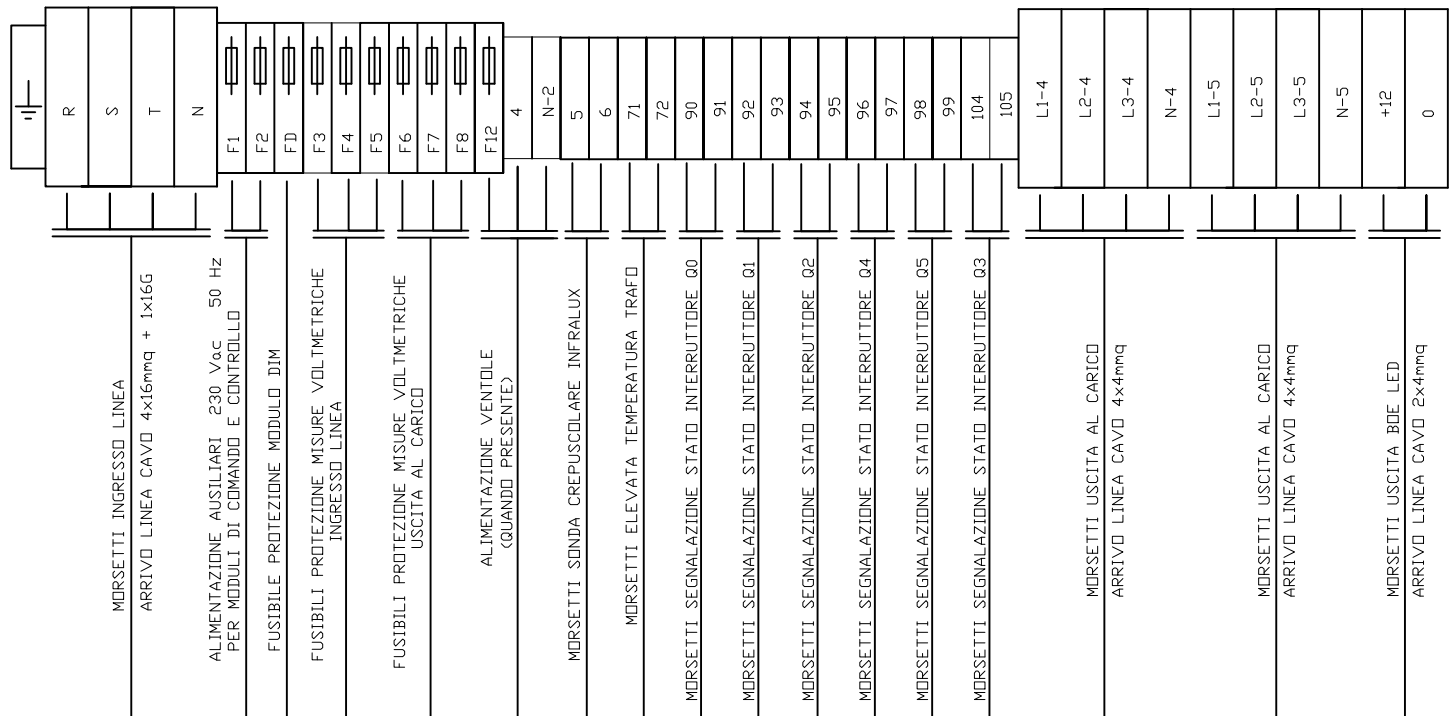 R
S
T
N
F1
F2
FD
F3
F4
F5
F6
F7
F8
F12
4
N-2
5
6
71
72
90
91
92
93
94
95
96
97
98
99
104
105
L1-4
L2-4
L3-4
N-4
L1-5
L2-5
L3-5
N-5
+12
0
MORSETTI INGRESSO LINEA
ARRIVO LINEA CAVO 4x16mmq + 1x16G
ALIMENTAZIONE AUSILIARI 230 Vac 50 Hz
PER MODULI DI COMANDO E CONTROLLO
FUSIBILE PROTEZIONE MODULO DIM
FUSIBILI PROTEZIONE MISURE VOLTMETRICHE
INGRESSO LINEA
FUSIBILI PROTEZIONE MISURE VOLTMETRICHE
USCITA AL CARICO
ALIMENTAZIONE VENTOLE
(QUANDO PRESENTE)
MORSETTI SONDA CREPUSCOLARE INFRALUX
MORSETTI ELEVATA TEMPERATURA TRAFO
MORSETTI SEGNALAZIONE STATO INTERRUTTORE Q0
MORSETTI SEGNALAZIONE STATO INTERRUTTORE Q1
MORSETTI SEGNALAZIONE STATO INTERRUTTORE Q2
MORSETTI SEGNALAZIONE STATO INTERRUTTORE Q4
MORSETTI SEGNALAZIONE STATO INTERRUTTORE Q5
MORSETTI SEGNALAZIONE STATO INTERRUTTORE Q3
MORSETTI USCITA AL CARICO
ARRIVO LINEA CAVO 4x4mmq
MORSETTI USCITA AL CARICO
ARRIVO LINEA CAVO 4x4mmq
MORSETTI USCITA BOE LED
ARRIVO LINEA CAVO 2x4mmq